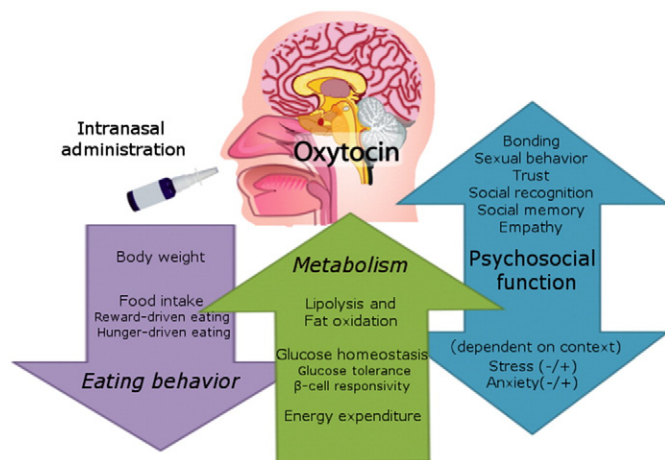 Intranasal
administration
Oxytocin
Body weight
Food intake
Reward-driven eating
Hunger-driven eating
Eating behavior
Metabolism
Lipolysis and
Fat oxidation
Glucose homeostasis
Glucose tolerance
β-cell responsivity
Energy expenditure
Bonding
Sexual behavior
Trust
Social recognition
Social memory
Empathy
Psychosocial
function
(dependent on context)
Stress (-/+)
Anxiety(-/+)